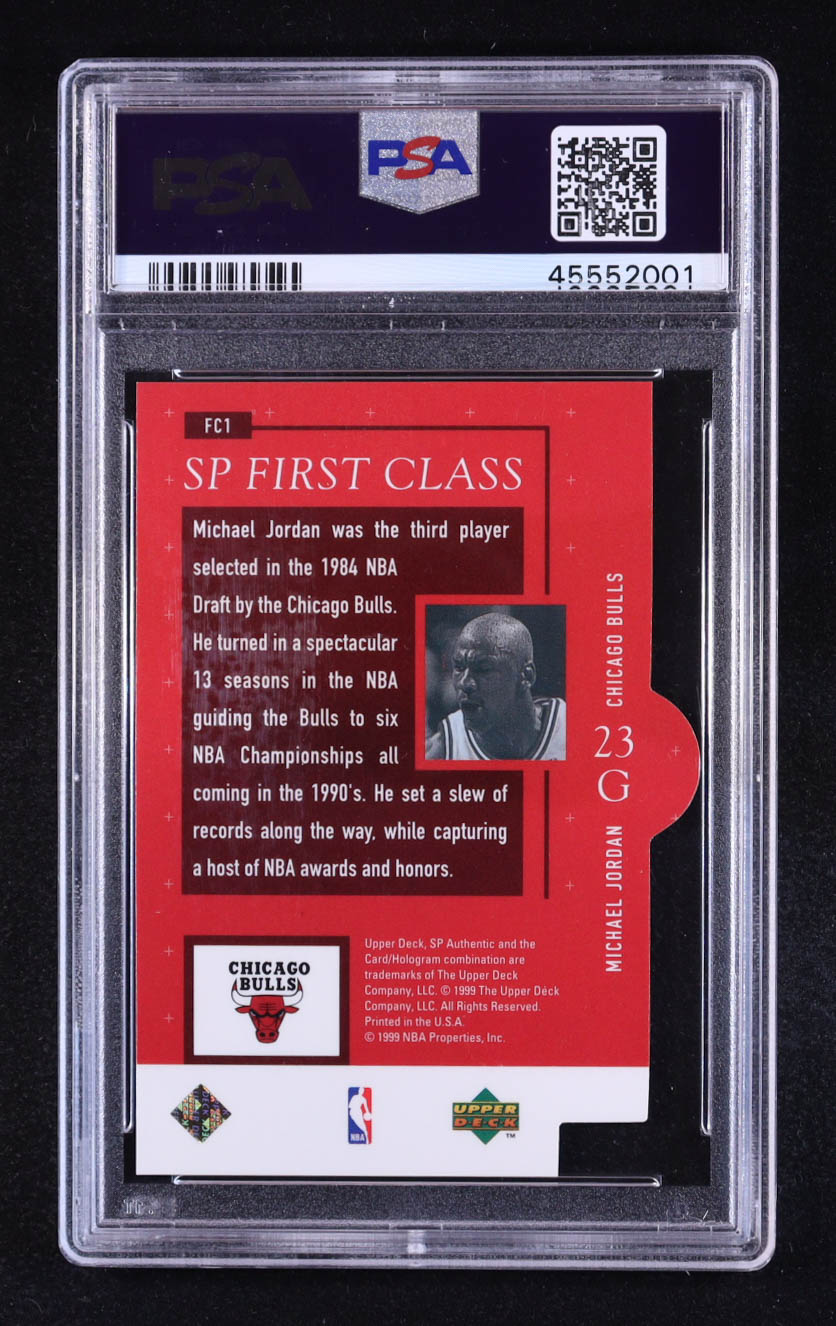 PSA
PSA
45552001
FC1
SP FIRST CLASS
Michael Jordan was the third player
selected in the 1984 NBA
Draft by the Chicago Bulls.
He turned in a spectacular
13 seasons in the NBA
guiding the Bulls to six
NBA Championships all
coming in the 1990's. He set a slew of
records along the way, while capturing
a host of NBA awards and honors.
MICHAEL JORDAN 23 G CHICAGO BULLS
CHICAGO
BULLS
Upper Deck, SP Authentic and the
Card/Hologram combination are
trademarks of The Upper Deck
Company, LLC. © 1999 The Upper Deck
Company, LLC. All Rights Reserved.
Printed in the U.S.A.
© 1999 NBA Properties, Inc.
NBA
UPPER
DECK
TM